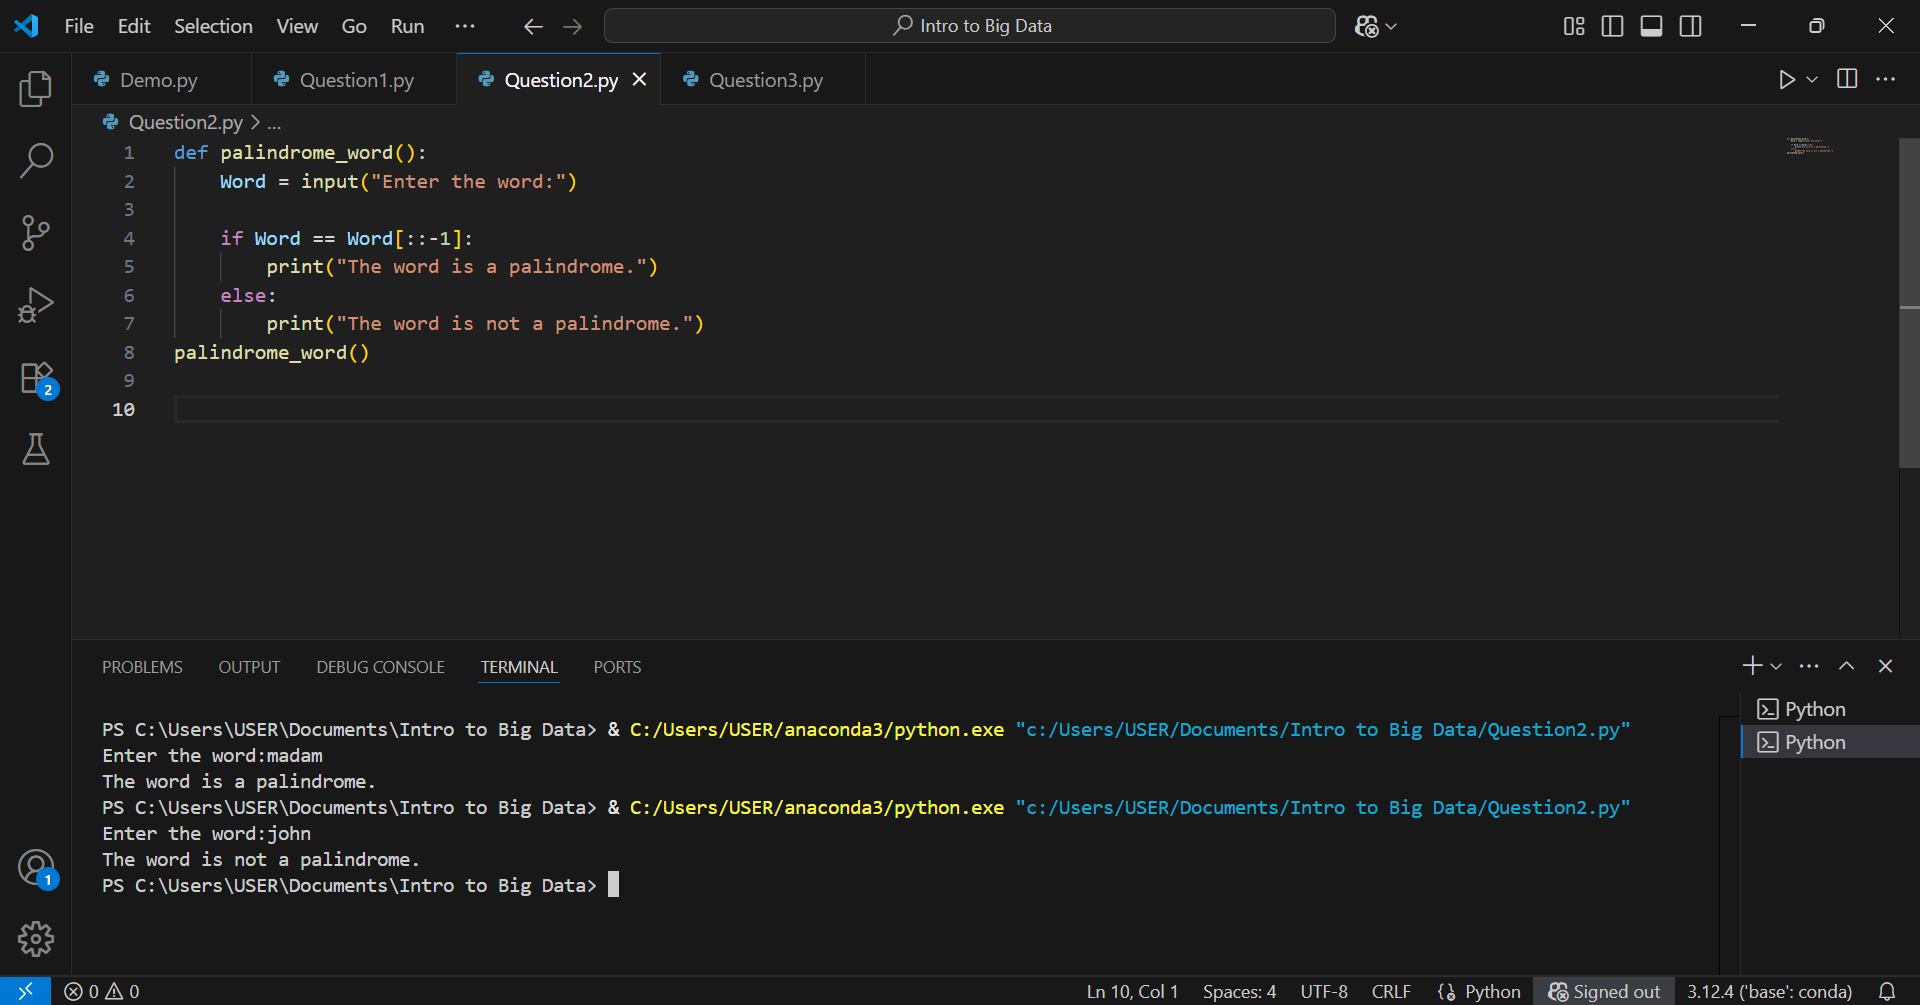 File Edit Selection View Go Run ··· Intro to Big Data
Demo.py Question1.py Question2.py Question3.py
Question2.py > ...
1 def palindrome_word():
2     Word = input("Enter the word:")
3
4     if Word == Word[::-1]:
5         print("The word is a palindrome.")
6     else:
7         print("The word is not a palindrome.")
8 palindrome_word()
9
10
2
PROBLEMS OUTPUT DEBUG CONSOLE TERMINAL PORTS
Python
Python
PS C:\Users\USER\Documents\Intro to Big Data> & C:/Users/USER/anaconda3/python.exe "c:/Users/USER/Documents/Intro to Big Data/Question2.py"
Enter the word:madam
The word is a palindrome.
PS C:\Users\USER\Documents\Intro to Big Data> & C:/Users/USER/anaconda3/python.exe "c:/Users/USER/Documents/Intro to Big Data/Question2.py"
Enter the word:john
The word is not a palindrome.
PS C:\Users\USER\Documents\Intro to Big Data>
1
0 0 Ln 10, Col 1 Spaces: 4 UTF-8 CRLF Python Signed out 3.12.4 ('base': conda)